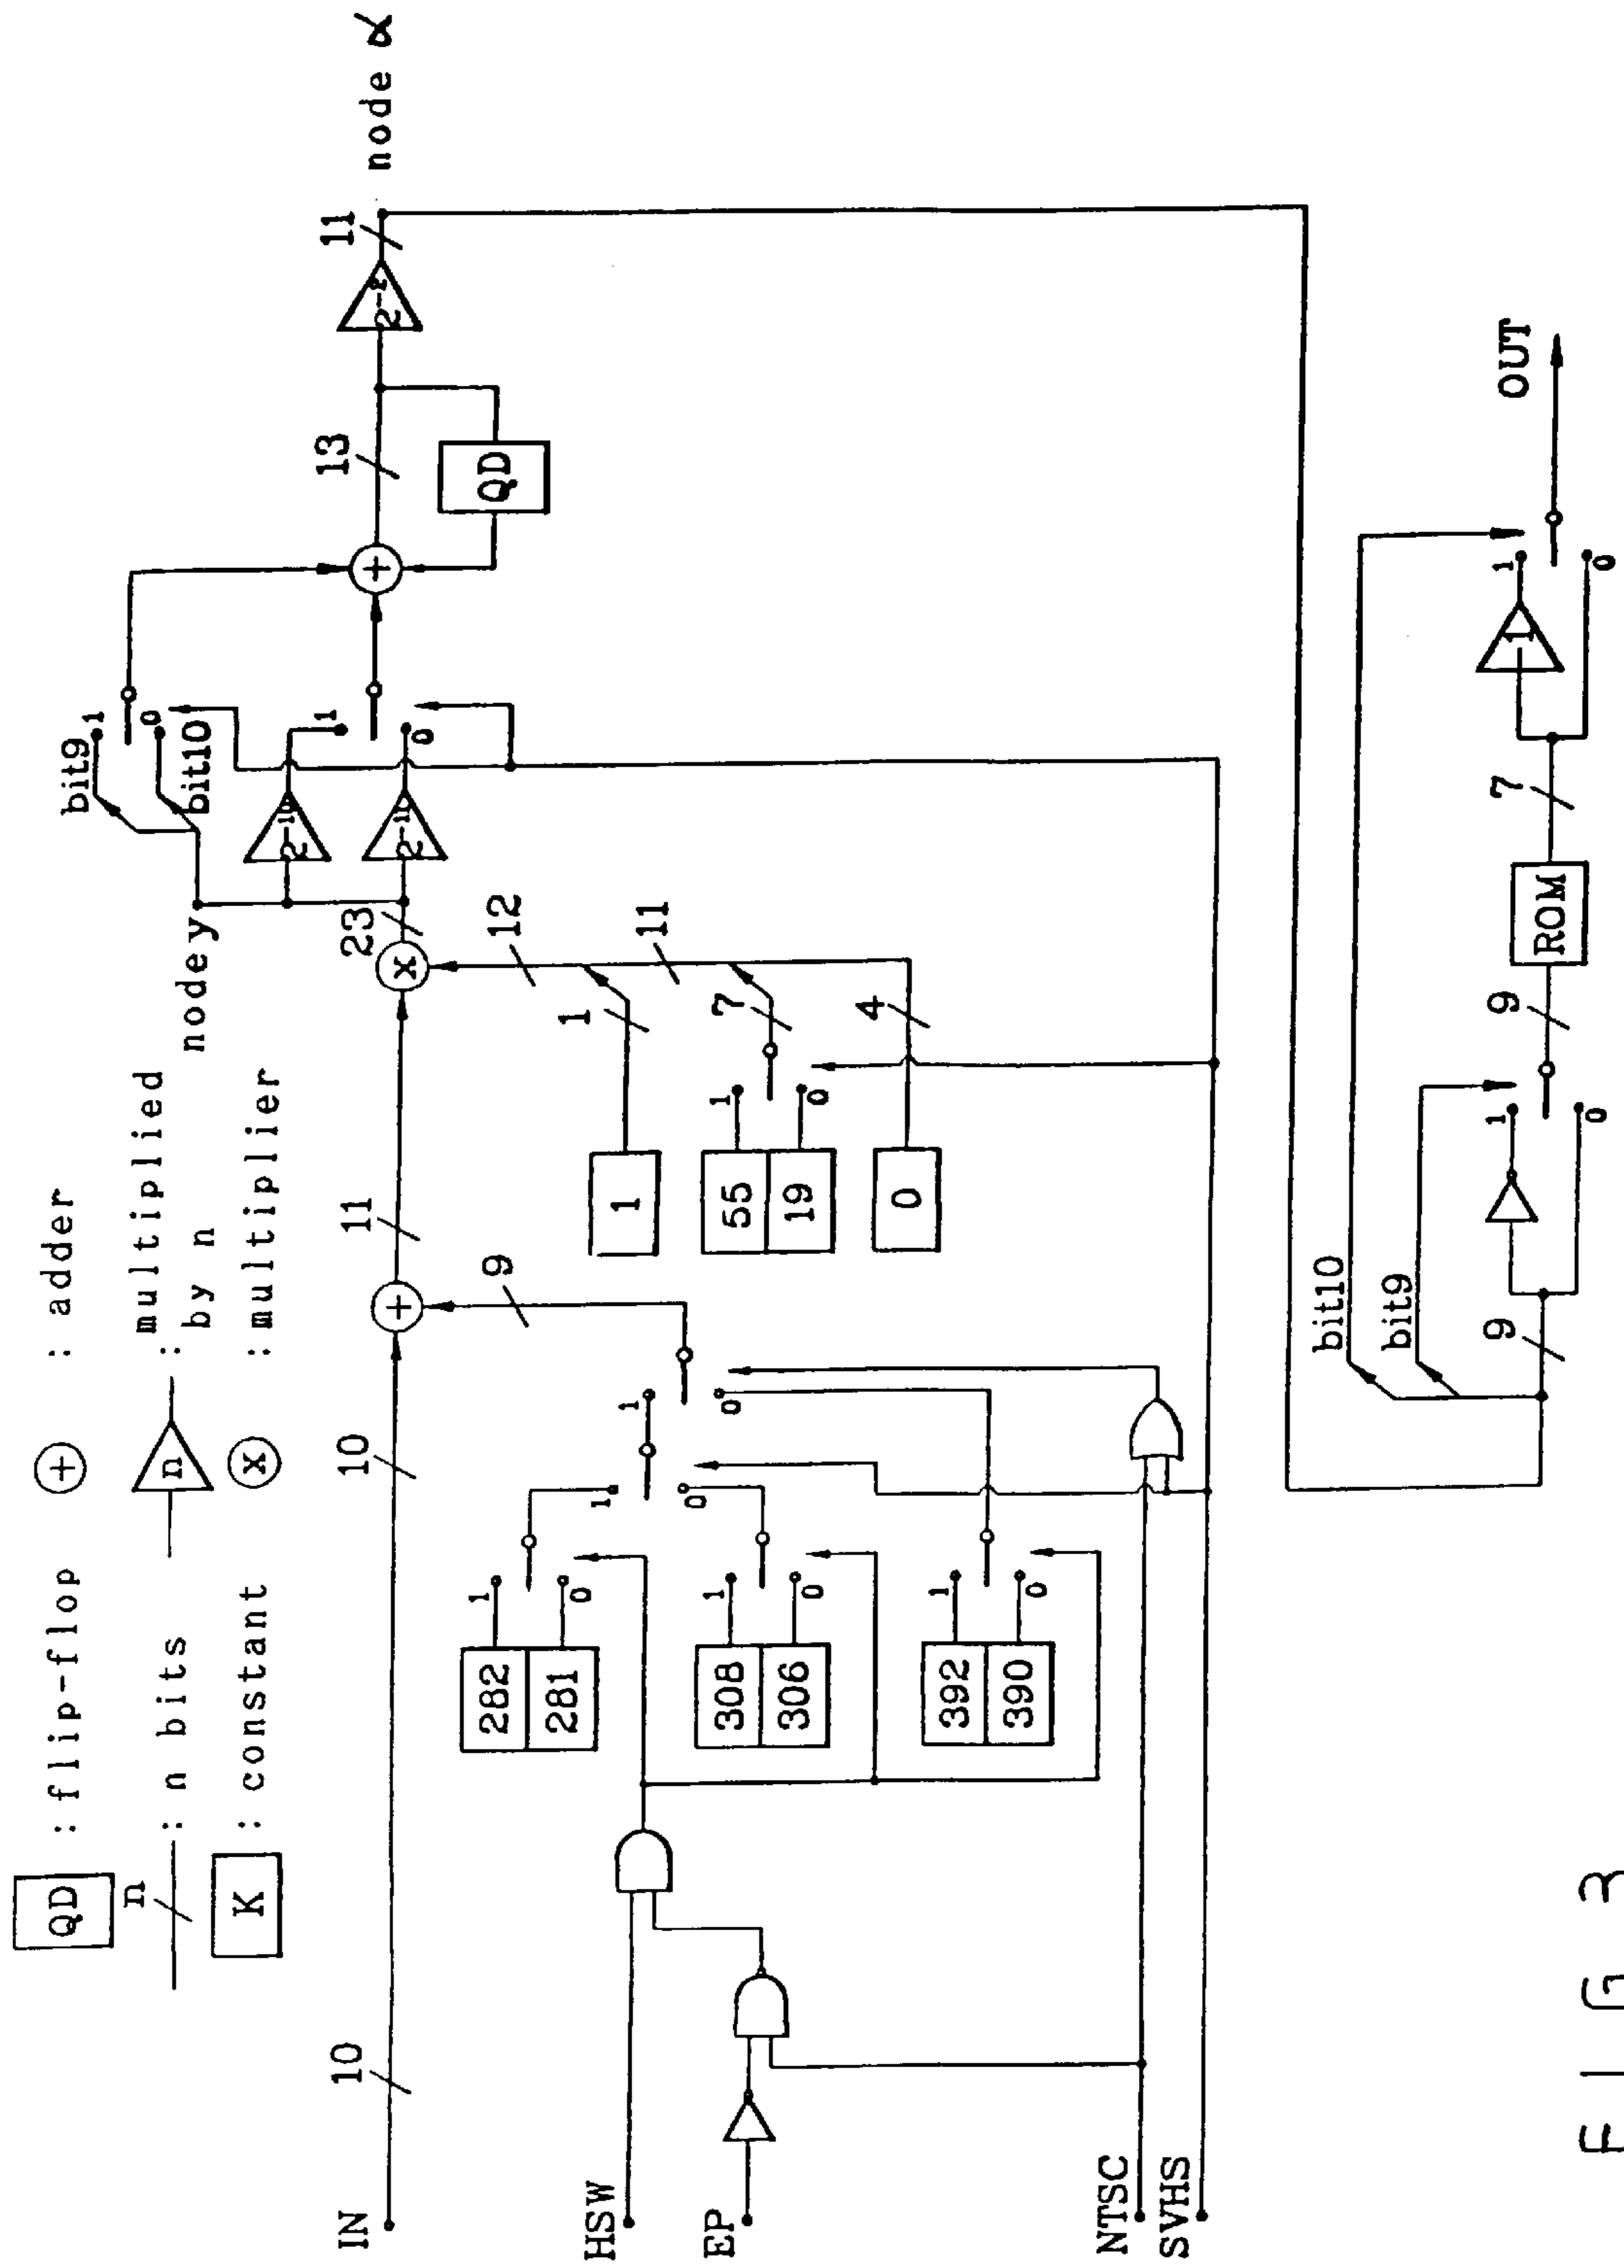 QD : flip-flop + : adder
n : n bits n : multiplied by n
K : constant x : multiplier
IN
10
10
+
11
x
23
node y
bit9
1
bit10
0
2-10
2-11
1
0
+
13
QD
2-2
11
node α
HSW
EP
NTSC
SVHS
282
281
1
0
308
306
1
0
392
390
1
0
1
0
1
0
9
1
1
12
55
19
1
0
7
11
0
4
bit10
bit9
9
1
0
9
ROM
7
-1
1
0
OUT
FIG 3